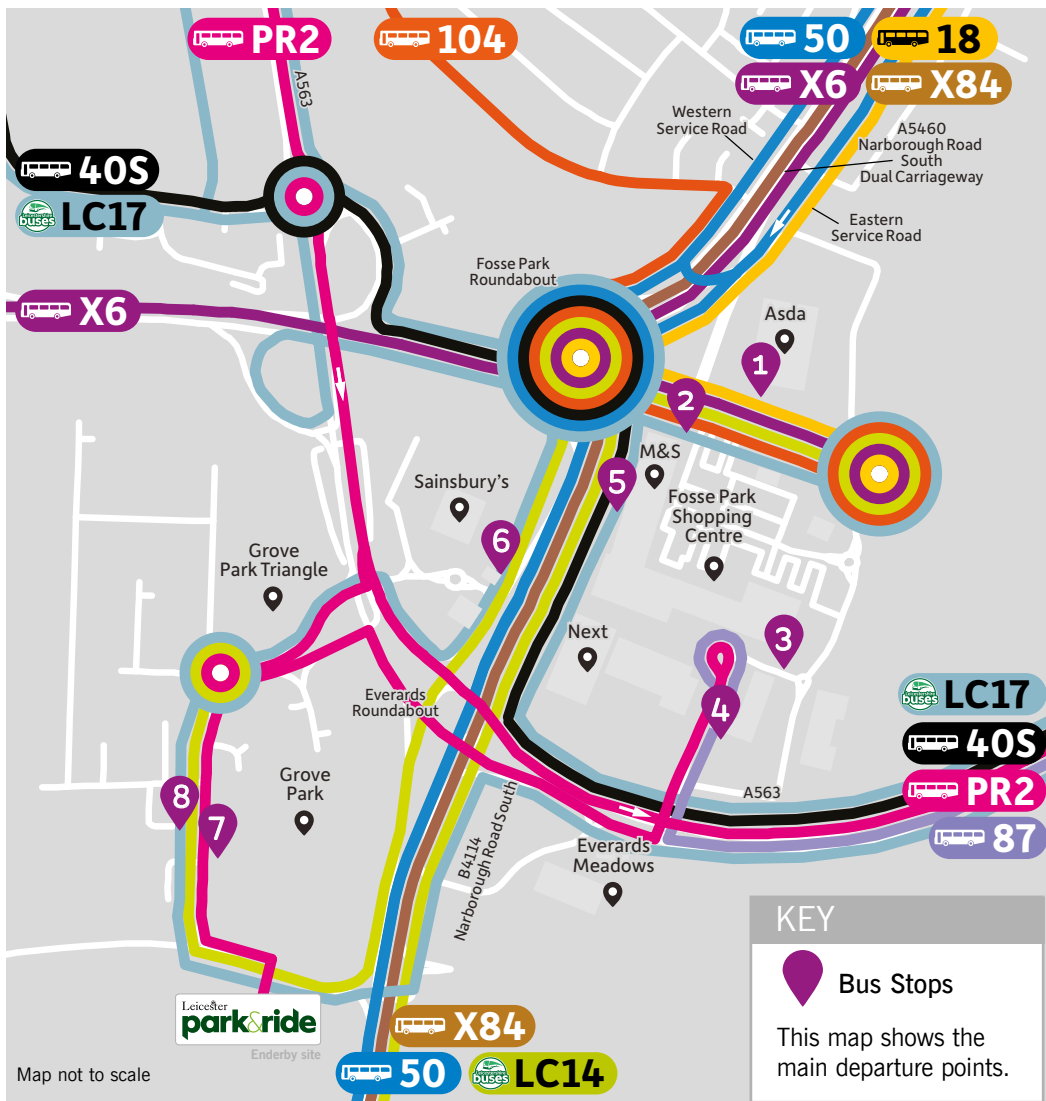 PR2
104
50
18
X6
X84
A563
Western
Service Road
A5460
Narborough Road
South
Dual Carriageway
40S
Leicestershire
buses
LC17
Eastern
Service Road
Fosse Park
Roundabout
X6
Asda
1
2
M&S
5
Sainsbury's
Fosse Park
Shopping
Centre
6
Grove
Park Triangle
Next
3
4
Everards
Roundabout
buses
LC17
40S
PR2
87
A563
Grove
Park
8
7
B4114
Narborough Road South
Everards
Meadows
KEY
Bus Stops
This map shows the
main departure points.
Leicester
park&ride
Enderby site
X84
50
buses
LC14
Map not to scale